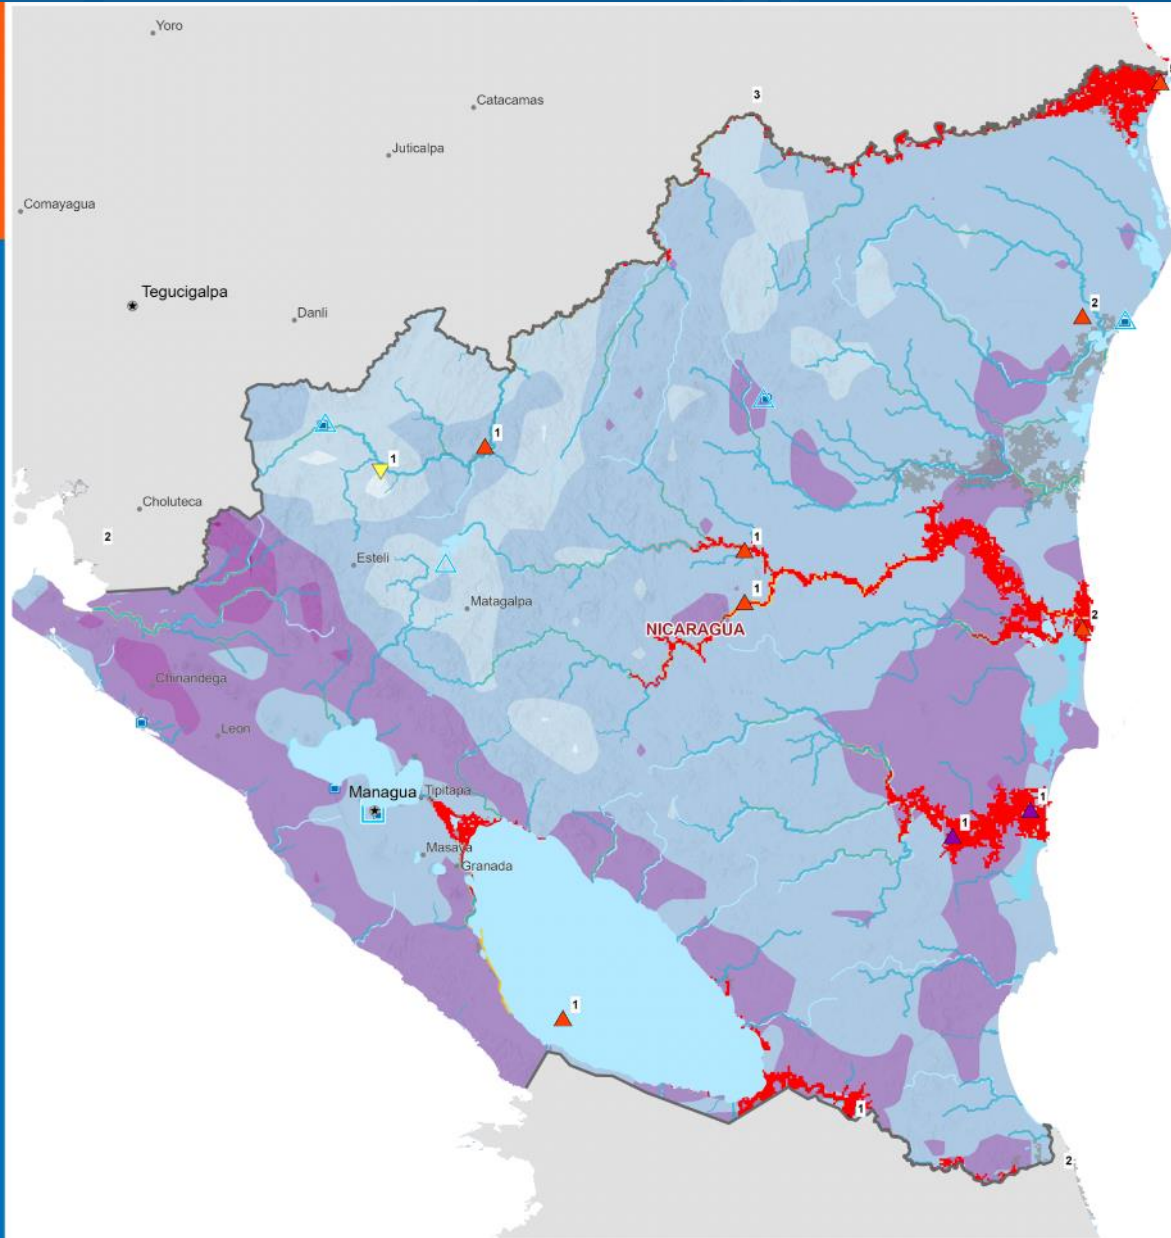 Yoro
Catacamas
3
Juticalpa
Comayagua
Tegucigalpa
Danli
2
1
1
Choluteca
2
Esteli
1
1
Matagalpa
NICARAGUA
2
Chinandega
Leon
Managua
Tipitapa
1
1
Masaya
Granada
1
1
2